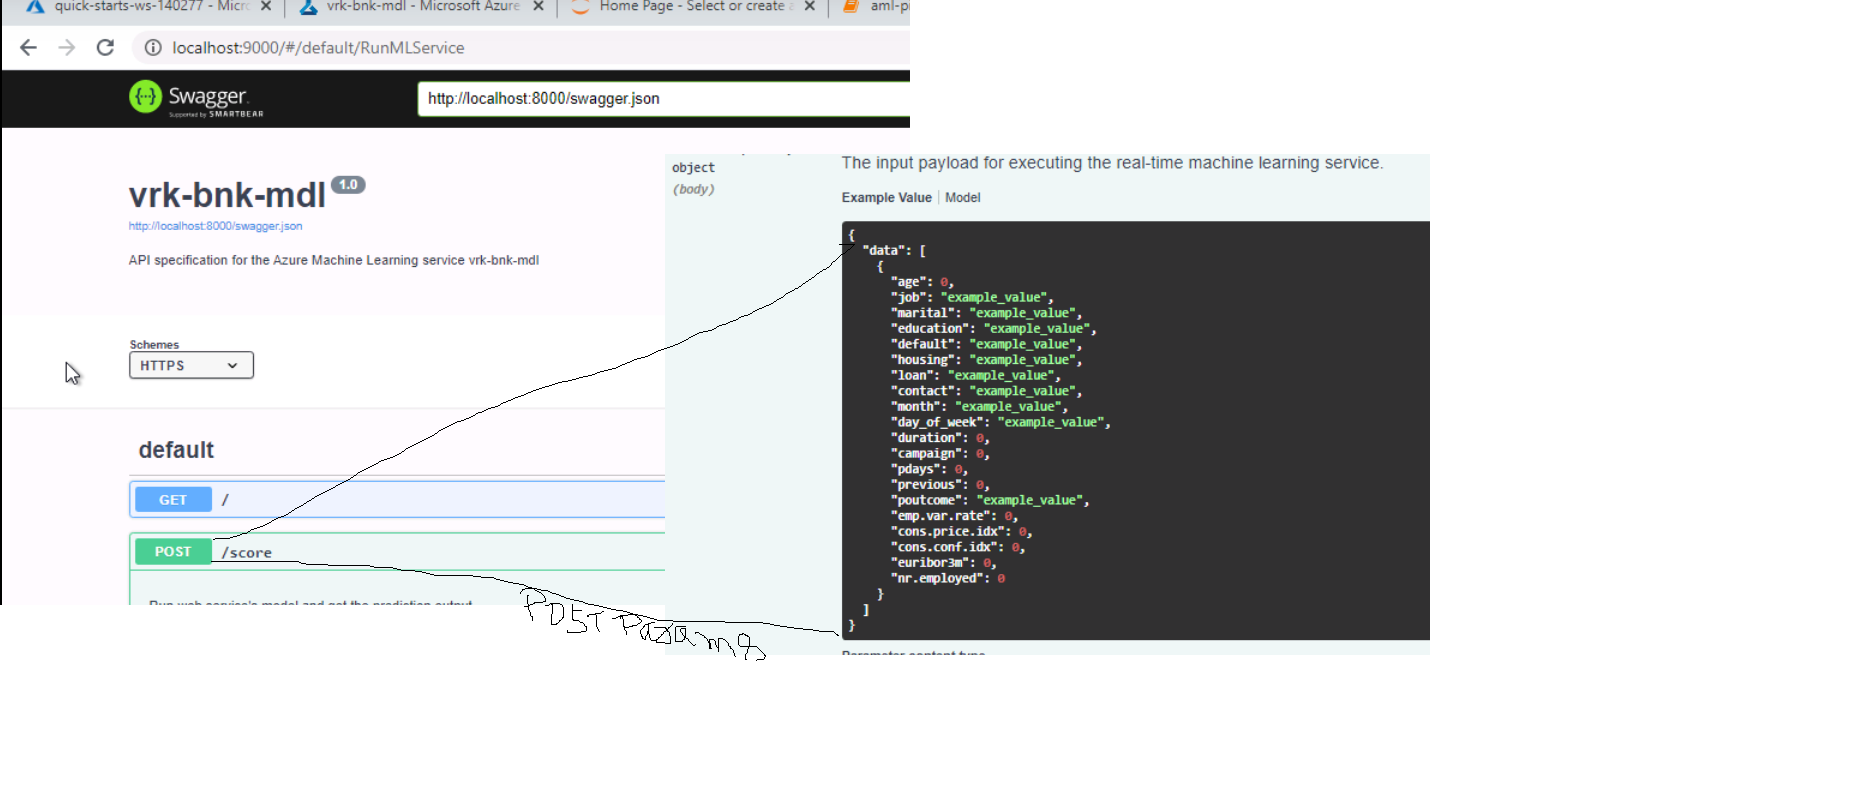 quick-starts-ws-140277 - Micro
vrk-bnk-mdl - Microsoft Azure
Home Page - Select or create a
localhost:9000/#/default/RunMLService
Swagger
Supported by SMARTBEAR
http://localhost:8000/swagger.json
vrk-bnk-mdl 1.0
http://localhost:8000/swagger.json
API specification for the Azure Machine Learning service vrk-bnk-mdl
Schemes
HTTPS
default
GET /
POST /score
Run web service's model and get the prediction output
POST Params
object
(body)
The input payload for executing the real-time machine learning service.
Example Value | Model
{
"data": [
{
"age": 0,
"job": "example_value",
"marital": "example_value",
"education": "example_value",
"default": "example_value",
"housing": "example_value",
"loan": "example_value",
"contact": "example_value",
"month": "example_value",
"day_of_week": "example_value",
"duration": 0,
"campaign": 0,
"pdays": 0,
"previous": 0,
"poutcome": "example_value",
"emp.var.rate": 0,
"cons.price.idx": 0,
"cons.conf.idx": 0,
"euribor3m": 0,
"nr.employed": 0
}
]
}
Parameter content type